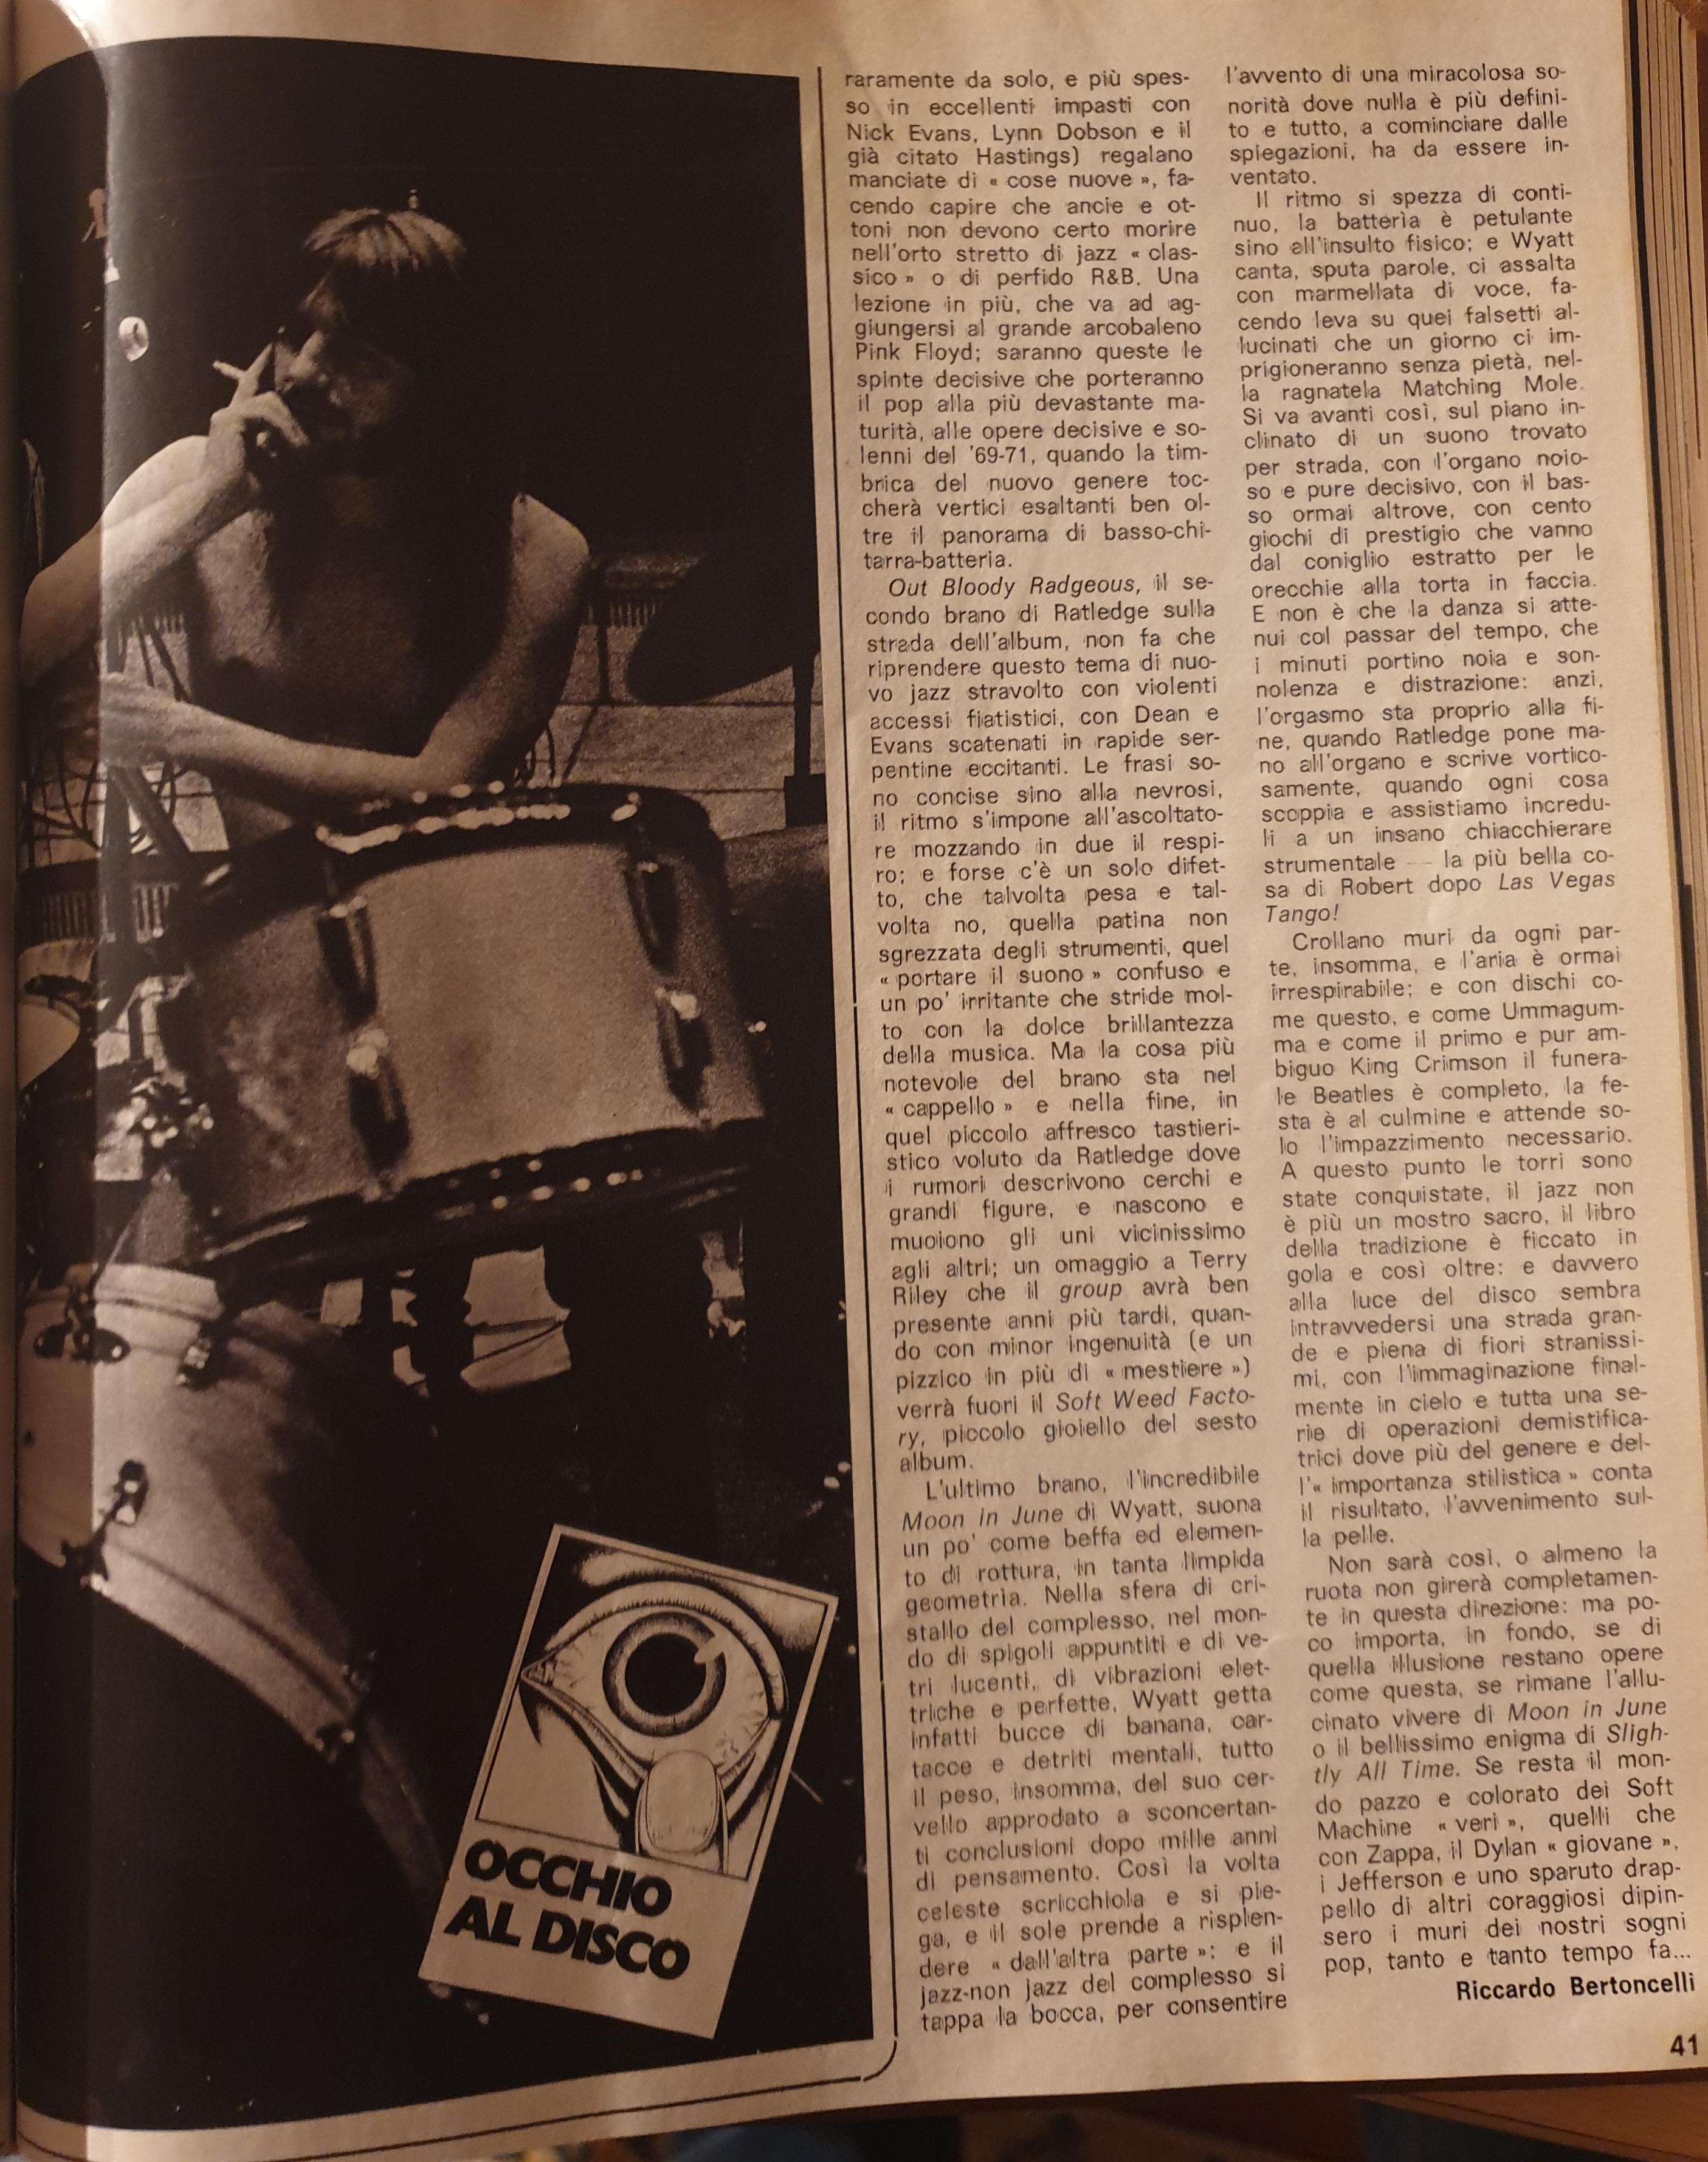 raramente da solo, e più spes-
so in eccellenti impasti con
Nick Evans, Lynn Dobson e il
già citato Hastings) regalano
manciate di « cose nuove », fa-
cendo capire che ancie e ot-
toni non devono certo morire
nell'orto stretto di jazz « clas-
sico » o di perfido R&B. Una
lezione in più, che va ad ag-
giungersi al grande arcobaleno
Pink Floyd; saranno queste le
spinte decisive che porteranno
il pop alla più devastante ma-
turità, alle opere decisive e so-
lenni del '69-71, quando la tim-
brica del nuovo genere toc-
cherà vertici esaltanti ben ol-
tre il panorama di basso-chi-
tarra-batteria.
Out Bloody Radgeous, il se-
condo brano di Ratledge sulla
strada dell'album, non fa che
riprendere questo tema di nuo-
vo jazz stravolto con violenti
accessi fiatistici, con Dean e
Evans scatenati in rapide ser-
pentine eccitanti. Le frasi so-
no concise sino alla nevrosi,
il ritmo s'impone all'ascoltato-
re mozzando in due il respi-
ro; e forse c'è un solo difet-
to, che talvolta pesa e tal-
volta no, quella patina non
sgrezzata degli strumenti, quel
« portare il suono » confuso e
un po' irritante che stride mol-
to con la dolce brillantezza
della musica. Ma la cosa più
notevole del brano sta nel
« cappello » e nella fine, in
quel piccolo affresco tastieri-
stico voluto da Ratledge dove
i rumori descrivono cerchi e
grandi figure, e nascono e
muoiono gli uni vicinissimo
agli altri; un omaggio a Terry
Riley che il group avrà ben
presente anni più tardi, quan-
do con minor ingenuità (e un
pizzico in più di « mestiere »)
verrà fuori il Soft Weed Facto-
ry, piccolo gioiello del sesto
album.
L'ultimo brano, l'incredibile
Moon in June di Wyatt, suona
un po' come beffa ed elemen-
to di rottura, in tanta limpida
geometria. Nella sfera di cri-
stallo del complesso, nel mon-
do di spigoli appuntiti e di ve-
tri lucenti, di vibrazioni elet-
triche e perfette, Wyatt getta
infatti bucce di banana, car-
tacce e detriti mentali, tutto
il peso, insomma, del suo cer-
vello approdato a sconcertan-
ti conclusioni dopo mille anni
di pensamento. Così la volta
celeste scricchiola e si pie-
ga, e il sole prende a risplen-
dere « dall'altra parte »: e il
jazz-non jazz del complesso si
tappa la bocca, per consentire
l'avvento di una miracolosa so-
norità dove nulla è più defini-
to e tutto, a cominciare dalle
spiegazioni, ha da essere in-
ventato.
Il ritmo si spezza di conti-
nuo, la batteria è petulante
sino all'insulto fisico; e Wyatt
canta, sputa parole, ci assalta
con marmellata di voce, fa-
cendo leva su quei falsetti al-
lucinati che un giorno ci im-
prigioneranno senza pietà, nel-
la ragnatela Matching Mole.
Si va avanti così, sul piano in-
clinato di un suono trovato
per strada, con l'organo noio-
so e pure decisivo, con il bas-
so ormai altrove, con cento
giochi di prestigio che vanno
dal coniglio estratto per le
orecchie alla torta in faccia.
E non è che la danza si atte-
nui col passar del tempo, che
i minuti portino noia e son-
nolenza e distrazione: anzi,
l'orgasmo sta proprio alla fi-
ne, quando Ratledge pone ma-
no all'organo e scrive vortico-
samente, quando ogni cosa
scoppia e assistiamo incredu-
li a un insano chiacchierare
strumentale — la più bella co-
sa di Robert dopo Las Vegas
Tango!
Crollano muri da ogni par-
te, insomma, e l'aria è ormai
irrespirabile; e con dischi co-
me questo, e come Ummagum-
ma e come il primo e pur am-
biguo King Crimson il funera-
le Beatles è completo, la fe-
sta è al culmine e attende so-
lo l'impazzimento necessario.
A questo punto le torri sono
state conquistate, il jazz non
è più un mostro sacro, il libro
della tradizione è ficcato in
gola e così oltre: e davvero
alla luce del disco sembra
intravvedersi una strada gran-
de e piena di fiori stranissi-
mi, con l'immaginazione final-
mente in cielo e tutta una se-
rie di operazioni demistifica-
trici dove più del genere e del-
l'« importanza stilistica » conta
il risultato, l'avvenimento sul-
la pelle.
Non sarà così, o almeno la
ruota non girerà completamen-
te in questa direzione: ma po-
co importa, in fondo, se di
quella illusione restano opere
come questa, se rimane l'allu-
cinato vivere di Moon in June
o il bellissimo enigma di Sligh-
tly All Time. Se resta il mon-
do pazzo e colorato dei Soft
Machine « veri », quelli che
con Zappa, il Dylan « giovane »,
i Jefferson e uno sparuto drap-
pello di altri coraggiosi dipin-
sero i muri dei nostri sogni
pop, tanto e tanto tempo fa...
Riccardo Bertoncelli
OCCHIO
AL DISCO
41